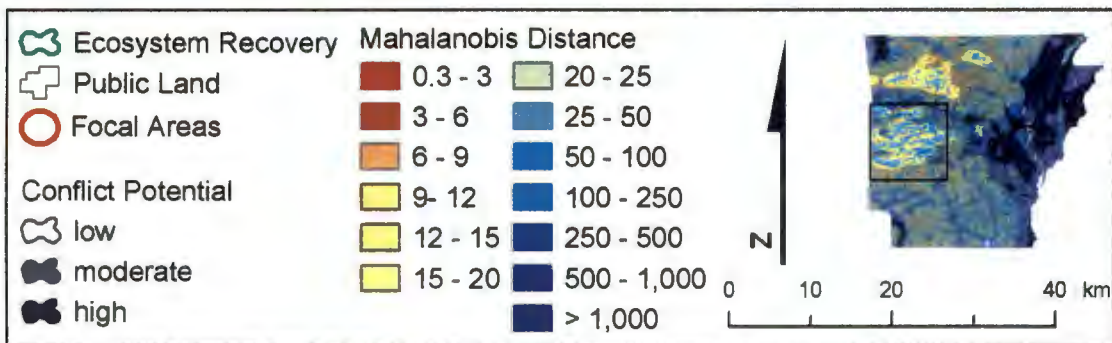 Ecosystem Recovery
Public Land
Focal Areas
Conflict Potential
low
moderate
high
Mahalanobis Distance
0.3 - 3
3 - 6
6 - 9
9- 12
12 - 15
15 - 20
20 - 25
25 - 50
50 - 100
100 - 250
250 - 500
500 - 1,000
> 1,000
N
0 10 20 40 km